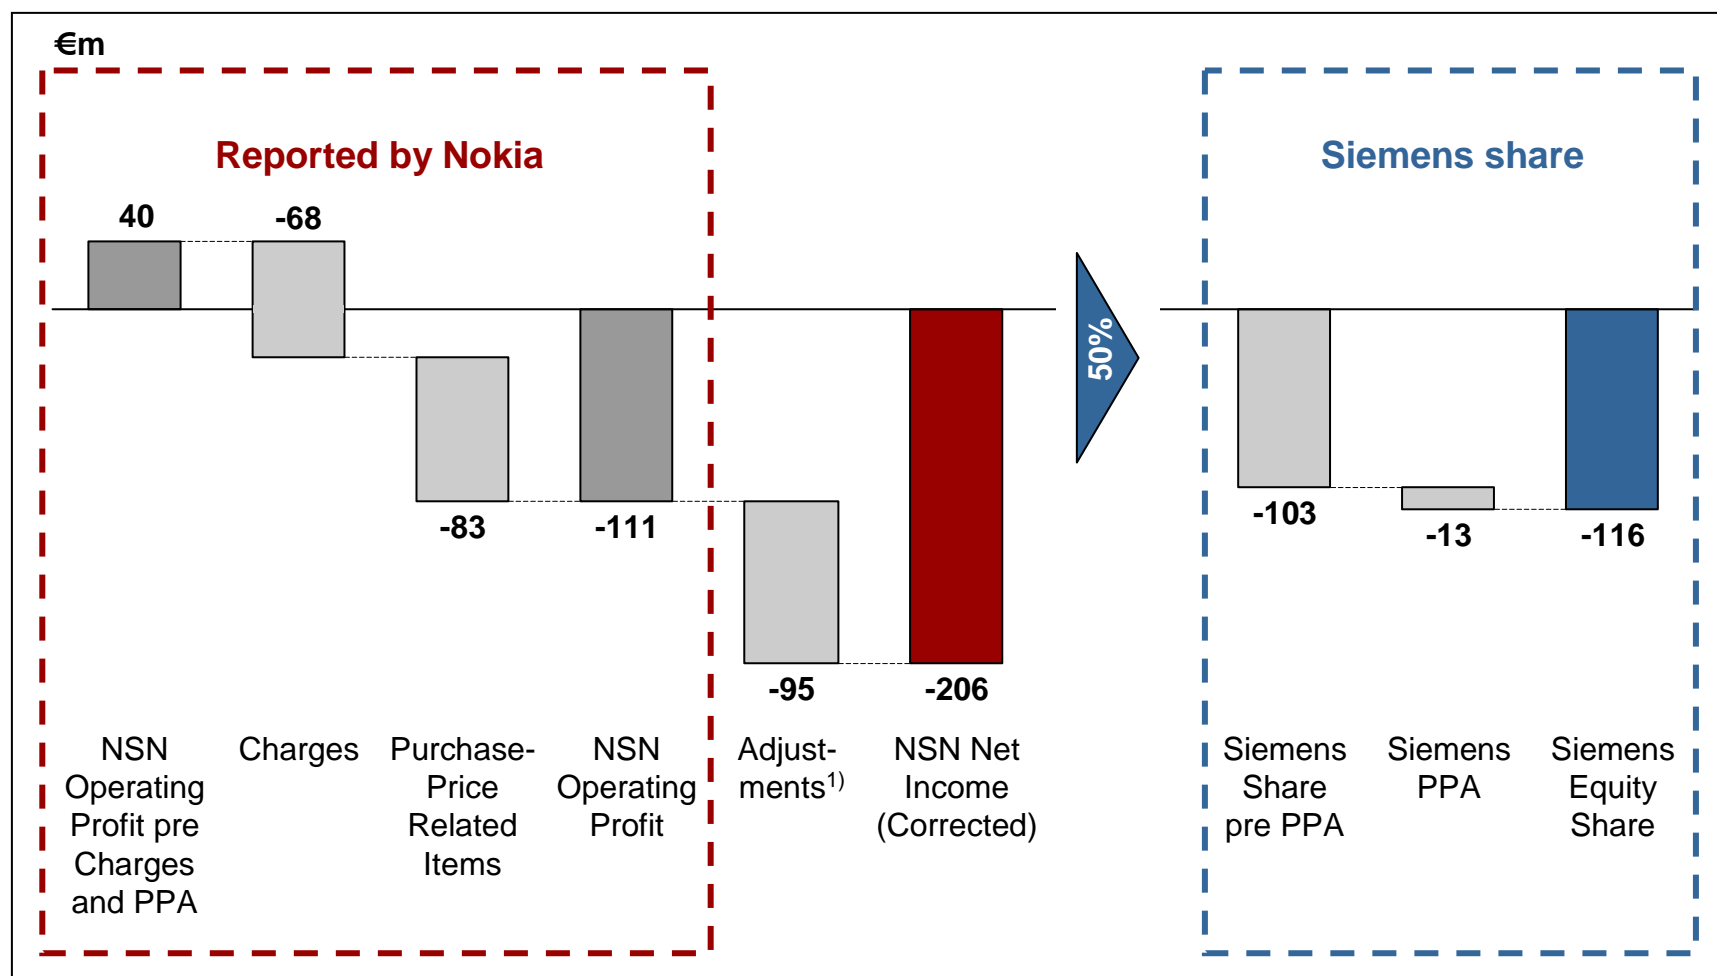 €m
Reported by Nokia
Siemens share
40
-68
-83
-111
-95
-206
50%
-103
-13
-116
NSN
Operating
Profit pre
Charges
and PPA
Charges
Purchase-
Price
Related
Items
NSN
Operating
Profit
Adjust-
ments1)
NSN Net
Income
(Corrected)
Siemens
Share
pre PPA
Siemens
PPA
Siemens
Equity
Share